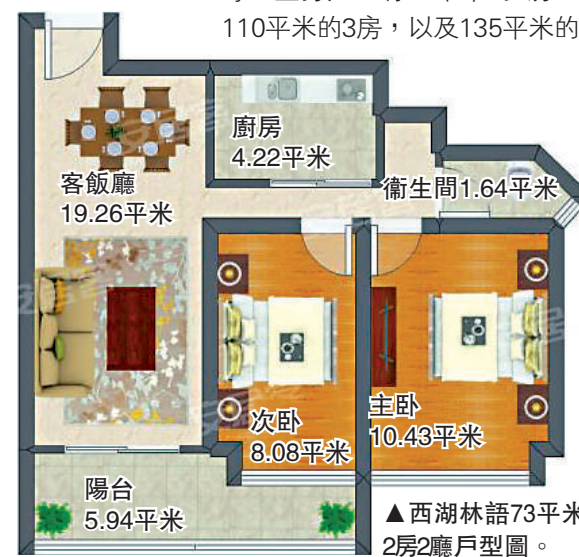 110平米的3房，以及135平米的
廚房
4.22平米
客飯廳
19.26平米
衞生間1.64平米
次卧
8.08平米
主卧
10.43平米
陽台
5.94平米
▲西湖林語73平米
2房2廳戶型圖。